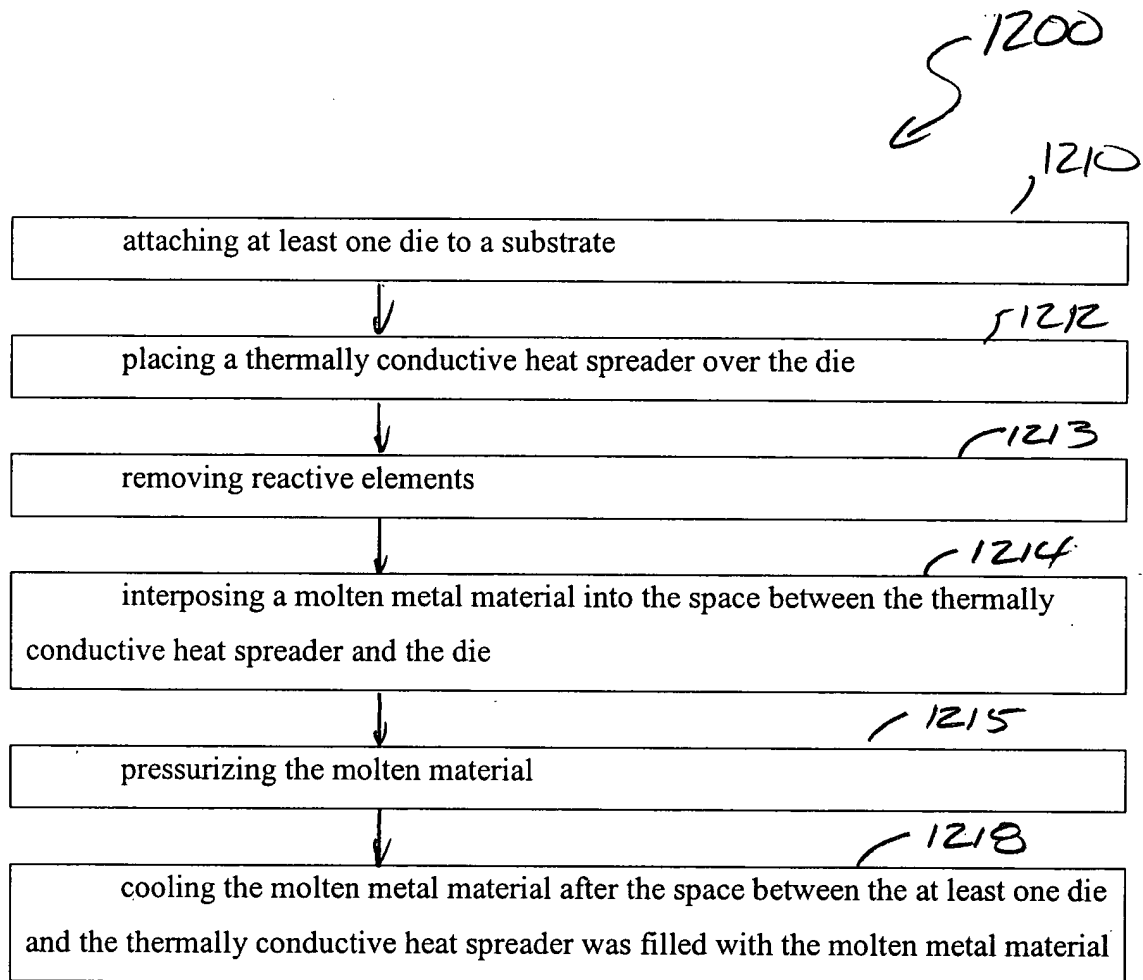 1200
1210
attaching at least one die to a substrate
1212
placing a thermally conductive heat spreader over the die
1213
removing reactive elements
1214
interposing a molten metal material into the space between the thermally
conductive heat spreader and the die
1215
pressurizing the molten material
1218
cooling the molten metal material after the space between the at least one die
and the thermally conductive heat spreader was filled with the molten metal material